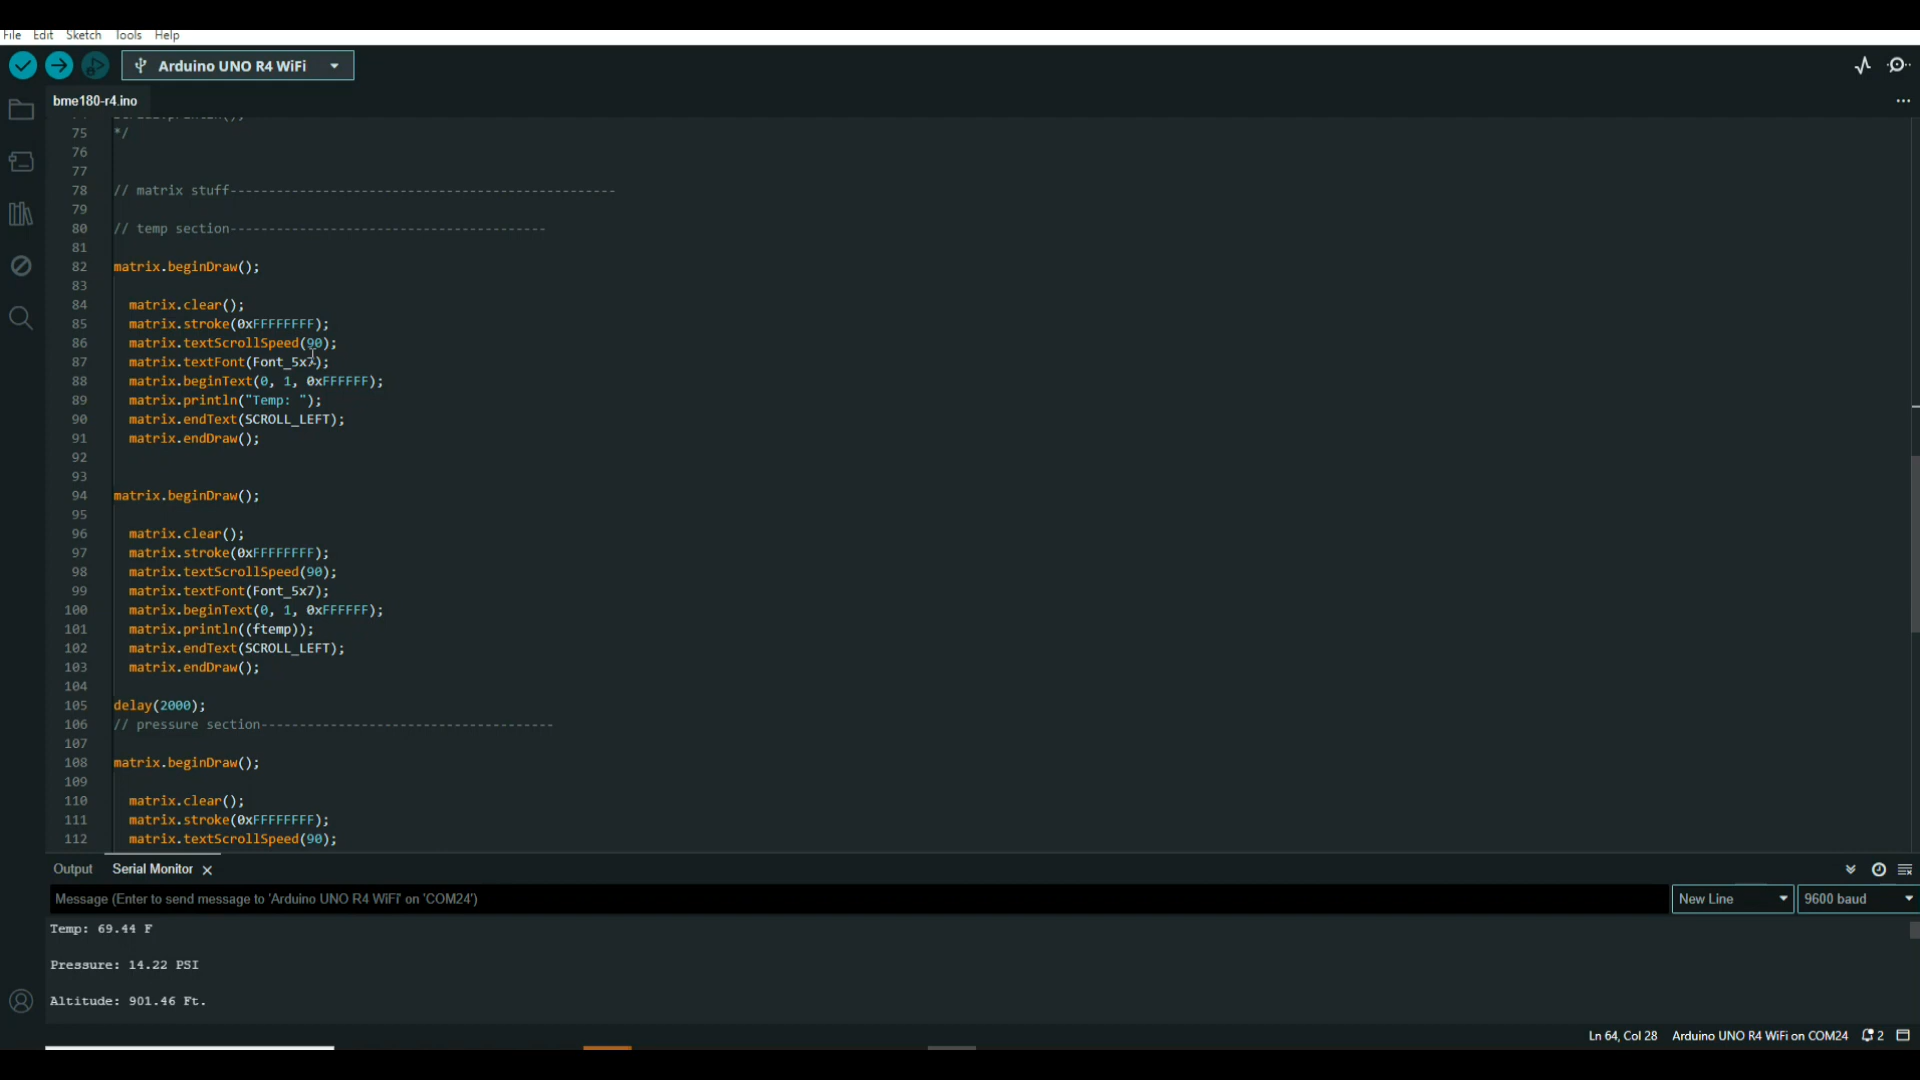 File Edit Sketch Tools Help
Arduino UNO R4 WiFi
bme180-r4.ino
75 */
76
77
78 // matrix stuff--------------------------------------------------
79
80 // temp section-----------------------------------------
81
82 matrix.beginDraw();
83
84 matrix.clear();
85 matrix.stroke(0xFFFFFFFF);
86 matrix.textScrollSpeed(90);
87 matrix.textFont(Font_5x7);
88 matrix.beginText(0, 1, 0xFFFFFF);
89 matrix.println("Temp: ");
90 matrix.endText(SCROLL_LEFT);
91 matrix.endDraw();
92
93
94 matrix.beginDraw();
95
96 matrix.clear();
97 matrix.stroke(0xFFFFFFFF);
98 matrix.textScrollSpeed(90);
99 matrix.textFont(Font_5x7);
100 matrix.beginText(0, 1, 0xFFFFFF);
101 matrix.println((ftemp));
102 matrix.endText(SCROLL_LEFT);
103 matrix.endDraw();
104
105 delay(2000);
106 // pressure section--------------------------------------
107
108 matrix.beginDraw();
109
110 matrix.clear();
111 matrix.stroke(0xFFFFFFFF);
112 matrix.textScrollSpeed(90);
Output Serial Monitor
Message (Enter to send message to 'Arduino UNO R4 WiFi' on 'COM24')
New Line 9600 baud
Temp: 69.44 F
Pressure: 14.22 PSI
Altitude: 901.46 Ft.
Ln 64, Col 28 Arduino UNO R4 WiFi on COM24 2